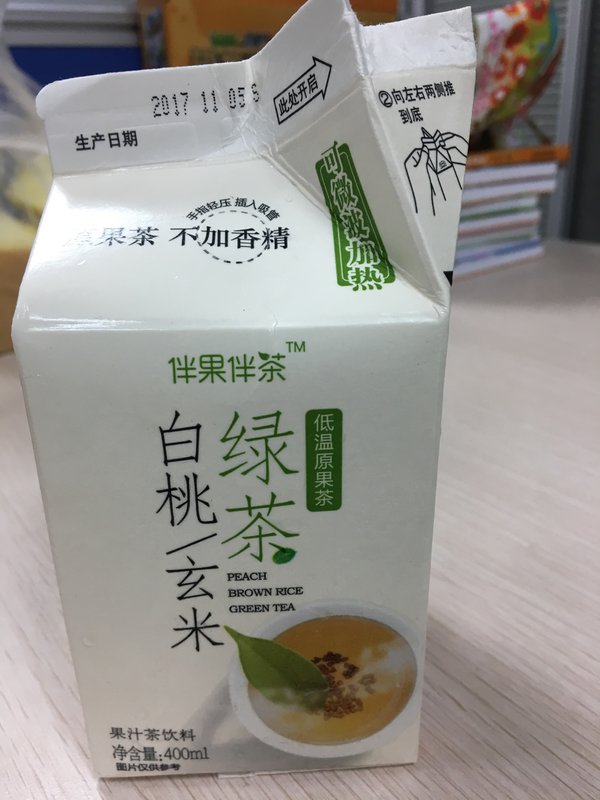 2017 11 05
生产日期
此处开启
②向左右两侧推
到底
手指轻压 插入吸管
原果茶 不加香精
可微波加热
伴果伴茶™
低温原果茶
绿茶
白桃/玄米
PEACH
BROWN RICE
GREEN TEA
果汁茶饮料
净含量:400ml
图片仅供参考